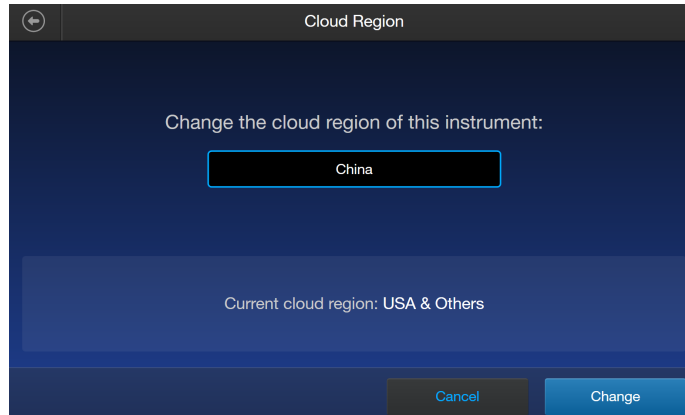 Cloud Region
Change the cloud region of this instrument:
China
Current cloud region: USA & Others
Cancel
Change